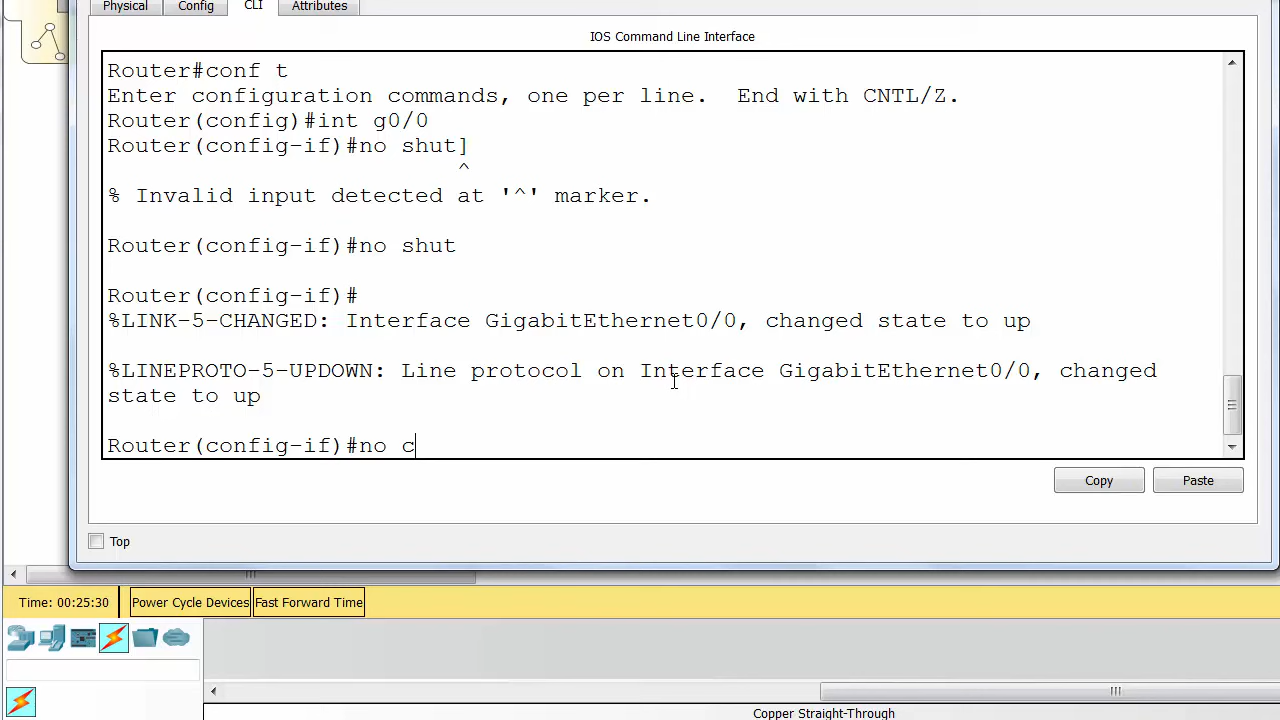 Physical
Config
CLI
Attributes
IOS Command Line Interface
Router#conf t
Enter configuration commands, one per line.  End with CNTL/Z.
Router(config)#int g0/0
Router(config-if)#no shut]
^
% Invalid input detected at '^' marker.
Router(config-if)#no shut
Router(config-if)#
%LINK-5-CHANGED: Interface GigabitEthernet0/0, changed state to up
%LINEPROTO-5-UPDOWN: Line protocol on Interface GigabitEthernet0/0, changed
state to up
Router(config-if)#no c
Copy
Paste
Top
Time: 00:25:30
Power Cycle Devices
Fast Forward Time
Copper Straight-Through